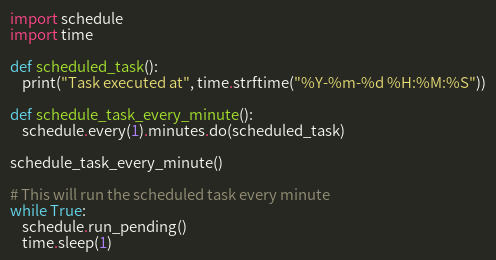 import schedule
import time

def scheduled_task():
    print("Task executed at", time.strftime("%Y-%m-%d %H:%M:%S"))

def schedule_task_every_minute():
    schedule.every(1).minutes.do(scheduled_task)

schedule_task_every_minute()

# This will run the scheduled task every minute
while True:
    schedule.run_pending()
    time.sleep(1)